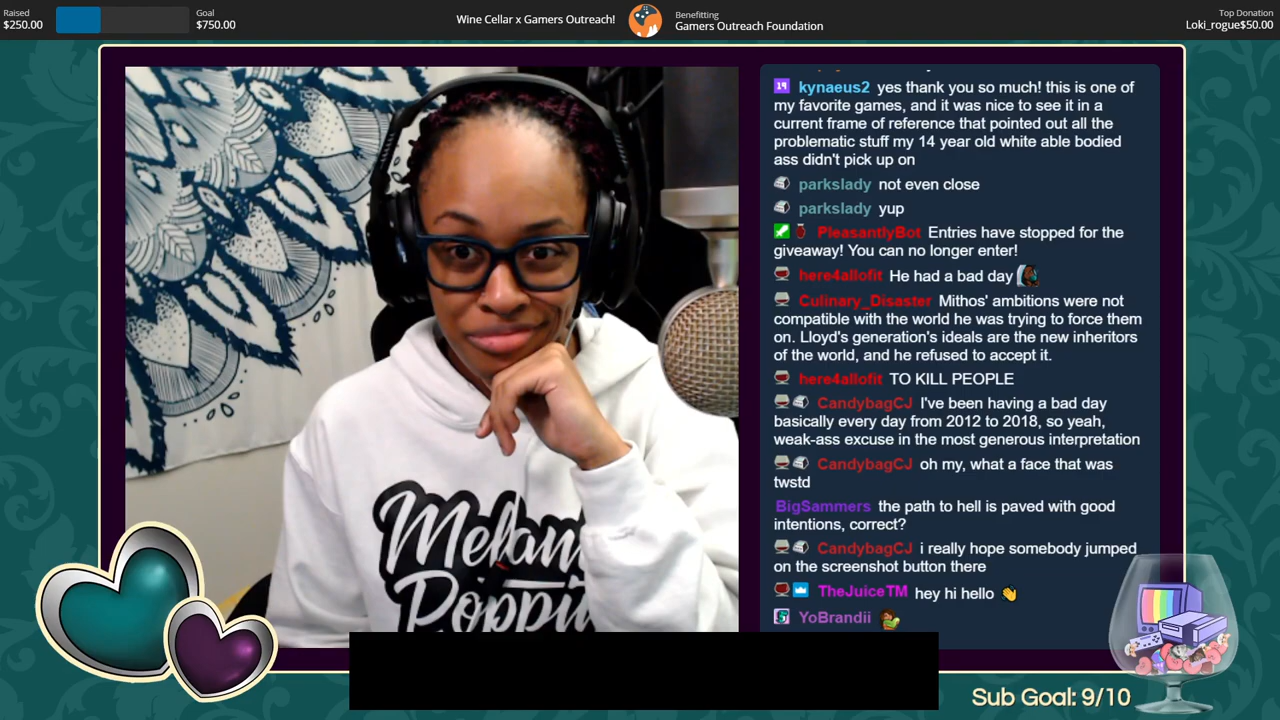 Raised
$250.00
Goal
$750.00
Wine Cellar x Gamers Outreach!
Benefitting
Gamers Outreach Foundation
Top Donation
Loki_rogue$50.00
19 kynaeus2 yes thank you so much! this is one of
my favorite games, and it was nice to see it in a
current frame of reference that pointed out all the
problematic stuff my 14 year old white able bodied
ass didn't pick up on
parkslady not even close
parkslady yup
PleasantlyBot Entries have stopped for the
giveaway! You can no longer enter!
here4allofit He had a bad day
Culinary_Disaster Mithos' ambitions were not
compatible with the world he was trying to force them
on. Lloyd's generation's ideals are the new inheritors
of the world, and he refused to accept it.
here4allofit TO KILL PEOPLE
CandybagCJ I've been having a bad day
basically every day from 2012 to 2018, so yeah,
weak-ass excuse in the most generous interpretation
CandybagCJ oh my, what a face that was
twstd
BigSammers the path to hell is paved with good
intentions, correct?
CandybagCJ i really hope somebody jumped
on the screenshot button there
TheJuiceTM hey hi hello
YoBrandii
Sub Goal: 9/10